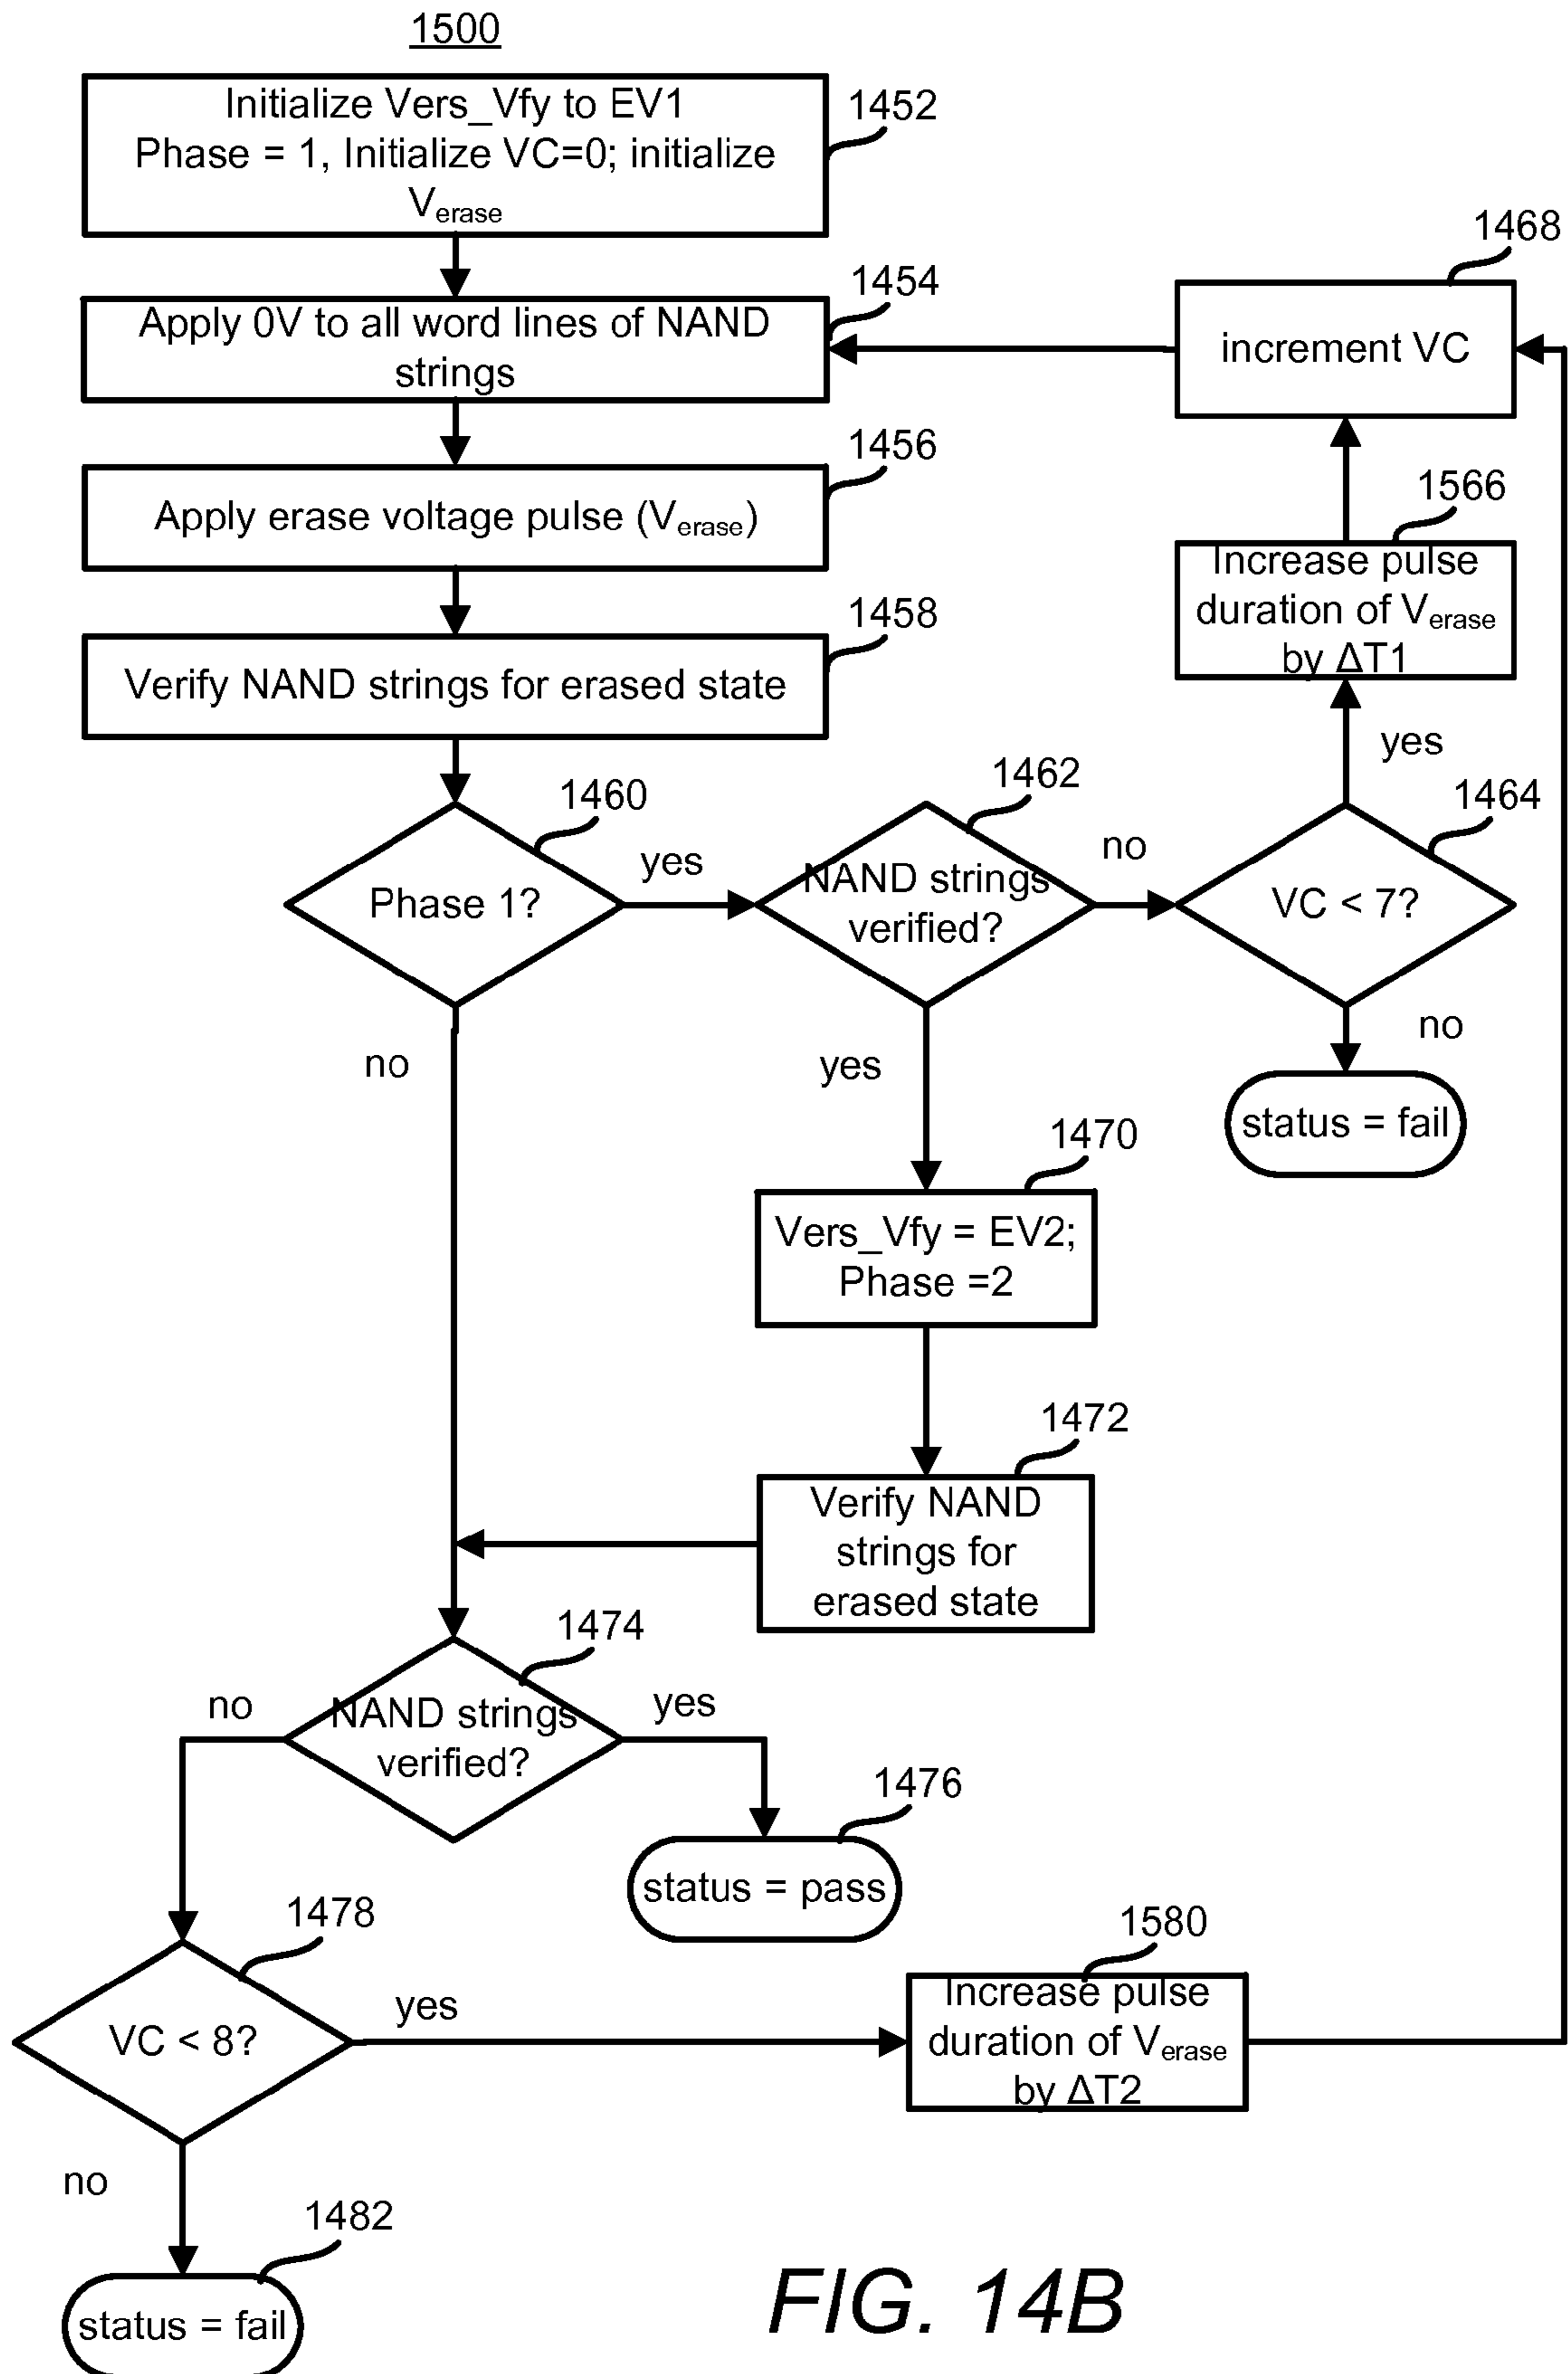 1500
Initialize Vers_Vfy to EV1
Phase = 1, Initialize VC=0; initialize
Verase
1452
Apply 0V to all word lines of NAND
strings
1454
increment VC
1468
Apply erase voltage pulse (Verase)
1456
Increase pulse
duration of Verase
by ΔT1
1566
Verify NAND strings for erased state
1458
yes
Phase 1?
1460
yes
NAND strings
verified?
1462
no
VC < 7?
1464
no
yes
no
status = fail
Vers_Vfy = EV2;
Phase =2
1470
Verify NAND
strings for
erased state
1472
NAND strings
verified?
1474
no
yes
status = pass
1476
VC < 8?
1478
yes
Increase pulse
duration of Verase
by ΔT2
1580
no
status = fail
1482
FIG. 14B